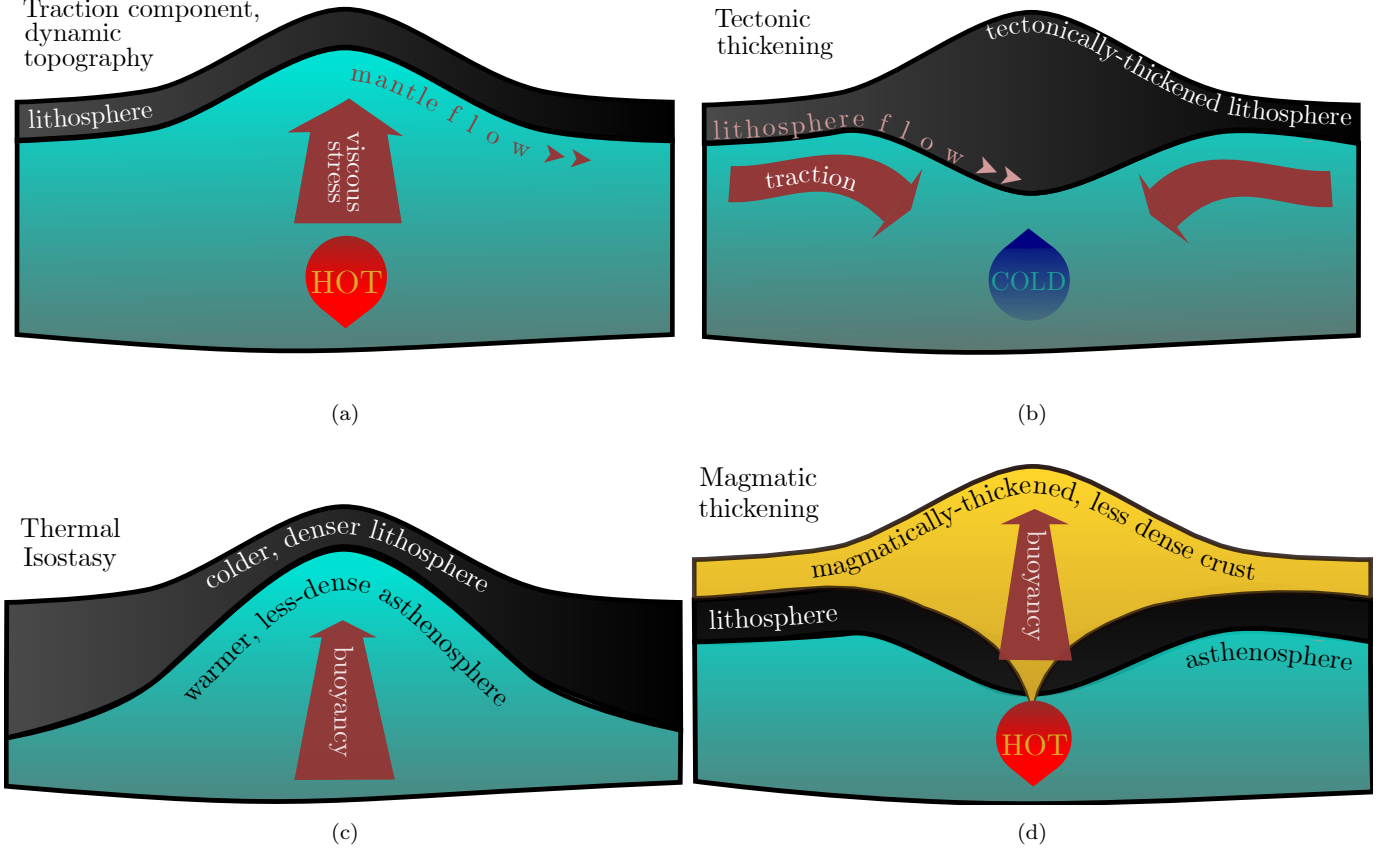 Traction component,
dynamic
topography
lithosphere
mantle flow
viscous
stress
HOT
(a)
Tectonic
thickening
tectonically-thickened lithosphere
lithosphere flow
traction
COLD
(b)
Thermal
Isostasy
colder, denser lithosphere
warmer, less-dense asthenosphere
buoyancy
(c)
Magmatic
thickening
magmatically-thickened, less dense crust
buoyancy
lithosphere
asthenosphere
HOT
(d)